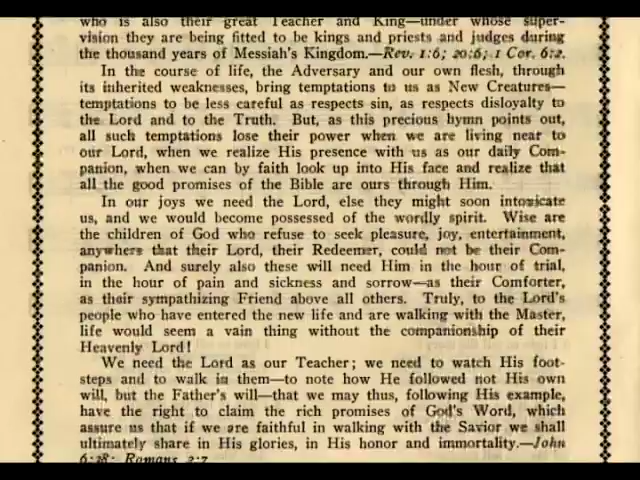 who is also their great Teacher and King—under whose super-
vision they are being fitted to be kings and priests and judges during
the thousand years of Messiah's Kingdom.—Rev. 1:6; 20:6; 1 Cor. 6:2.
In the course of life, the Adversary and our own flesh, through
its inherited weaknesses, bring temptations to us as New Creatures—
temptations to be less careful as respects sin, as respects disloyalty to
the Lord and to the Truth. But, as this precious hymn points out,
all such temptations lose their power when we are living near to
our Lord, when we realize His presence with us as our daily Com-
panion, when we can by faith look up into His face and realize that
all the good promises of the Bible are ours through Him.
In our joys we need the Lord, else they might soon intoxicate
us, and we would become possessed of the wordly spirit. Wise are
the children of God who refuse to seek pleasure, joy, entertainment,
anywhere that their Lord, their Redeemer, could not be their Com-
panion. And surely also these will need Him in the hour of trial,
in the hour of pain and sickness and sorrow—as their Comforter,
as their sympathizing Friend above all others. Truly, to the Lord's
people who have entered the new life and are walking with the Master,
life would seem a vain thing without the companionship of their
Heavenly Lord!
We need the Lord as our Teacher; we need to watch His foot-
steps and to walk in them—to note how He followed not His own
will, but the Father's will—that we may thus, following His example,
have the right to claim the rich promises of God's Word, which
assure us that if we are faithful in walking with the Savior we shall
ultimately share in His glories, in His honor and immortality.—John
6:38; Romans 2:7